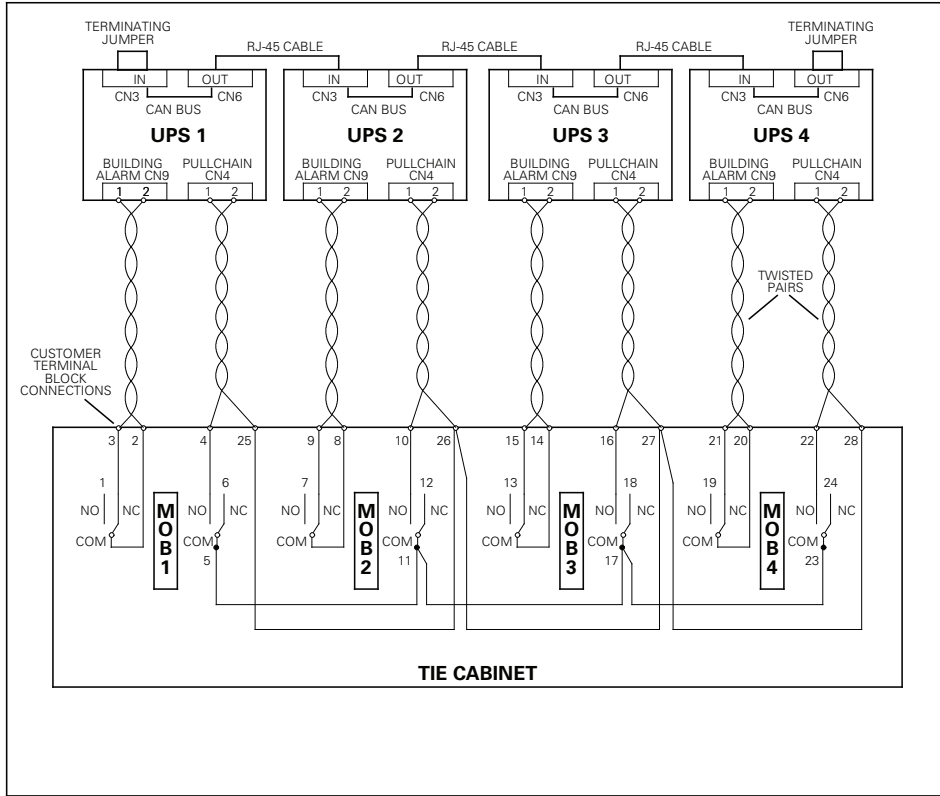 TERMINATING
JUMPER
RJ-45 CABLE
RJ-45 CABLE
RJ-45 CABLE
TERMINATING
JUMPER
IN OUT IN OUT IN OUT IN OUT
CN3 CN6 CN3 CN6 CN3 CN6 CN3 CN6
CAN BUS CAN BUS CAN BUS CAN BUS
UPS 1 UPS 2 UPS 3 UPS 4
BUILDING PULLCHAIN BUILDING PULLCHAIN BUILDING PULLCHAIN BUILDING PULLCHAIN
ALARM CN9 CN4 ALARM CN9 CN4 ALARM CN9 CN4 ALARM CN9 CN4
1 2 1 2 1 2 1 2 1 2 1 2 1 2 1 2
TWISTED
PAIRS
CUSTOMER
TERMINAL
BLOCK
CONNECTIONS
3 2 4 25 9 8 10 26 15 14 16 27 21 20 22 28
1 6 7 12 13 18 19 24
NO NC NO NC NO NC NO NC NO NC NO NC NO NC NO NC
MOB1 MOB2 MOB3 MOB4
COM COM COM COM COM COM COM COM
5 11 17 23
TIE CABINET